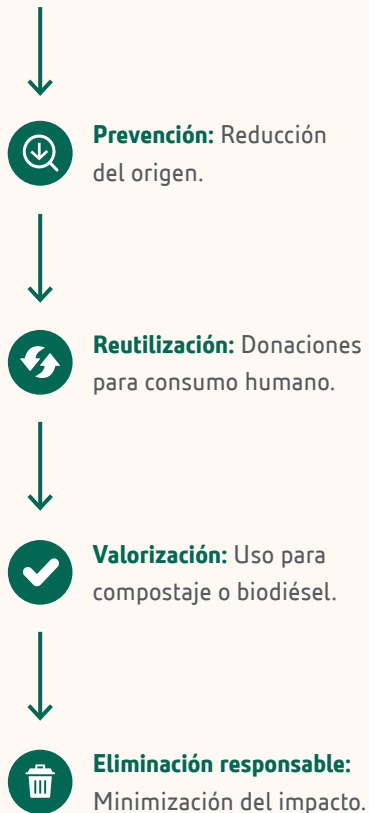 Prevención: Reducción
del origen.
Reutilización: Donaciones
para consumo humano.
Valorización: Uso para
compostaje o biodiésel.
Eliminación responsable:
Minimización del impacto.